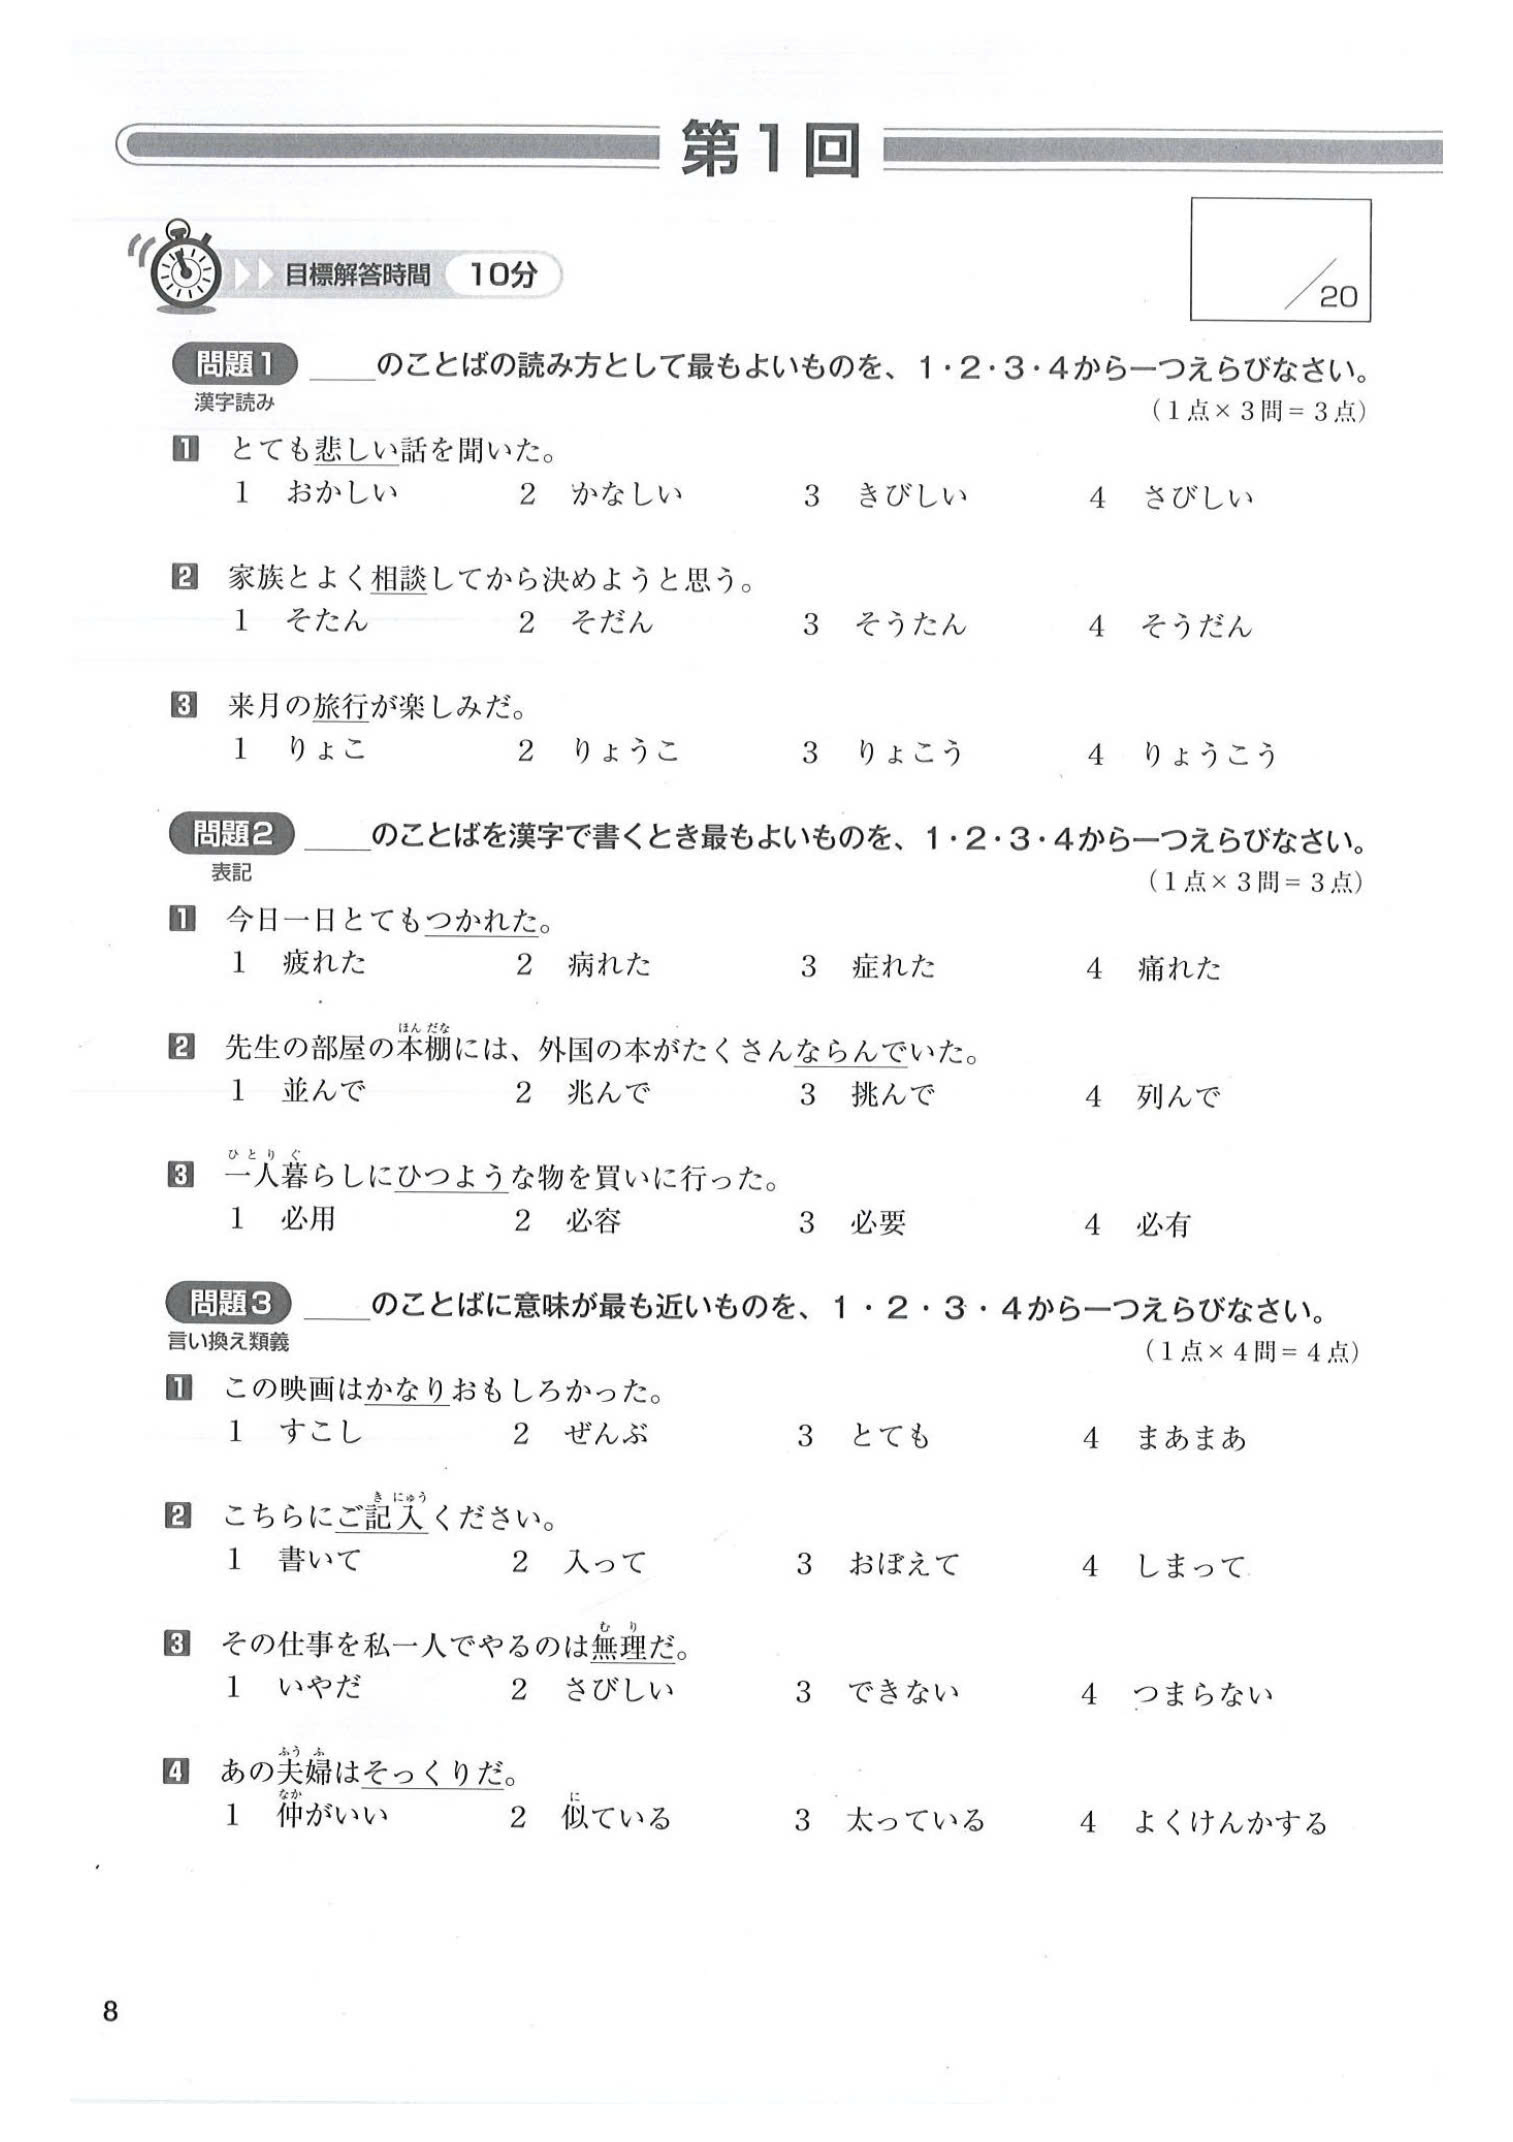 第1回
目標解答時間 10分
／20
問題1 ____のことばの読み方として最もよいものを、1・2・3・4から一つえらびなさい。
漢字読み
（1点×3問＝3点）
1 とても悲しい話を聞いた。
1 おかしい 2 かなしい 3 きびしい 4 さびしい
2 家族とよく相談してから決めようと思う。
1 そたん 2 そだん 3 そうたん 4 そうだん
3 来月の旅行が楽しみだ。
1 りょこ 2 りょうこ 3 りょこう 4 りょうこう
問題2 ____のことばを漢字で書くとき最もよいものを、1・2・3・4から一つえらびなさい。
表記
（1点×3問＝3点）
1 今日一日とてもつかれた。
1 疲れた 2 病れた 3 症れた 4 痛れた
ほんだな
2 先生の部屋の本棚には、外国の本がたくさんならんでいた。
1 並んで 2 兆んで 3 挑んで 4 列んで
ひとりぐ
3 一人暮らしにひつような物を買いに行った。
1 必用 2 必容 3 必要 4 必有
問題3 ____のことばに意味が最も近いものを、1・2・3・4から一つえらびなさい。
言い換え類義
（1点×4問＝4点）
1 この映画はかなりおもしろかった。
1 すこし 2 ぜんぶ 3 とても 4 まあまあ
きにゅう
2 こちらにご記入ください。
1 書いて 2 入って 3 おぼえて 4 しまって
むり
3 その仕事を私一人でやるのは無理だ。
1 いやだ 2 さびしい 3 できない 4 つまらない
ふうふ
4 あの夫婦はそっくりだ。
なか に
1 仲がいい 2 似ている 3 太っている 4 よくけんかする
8